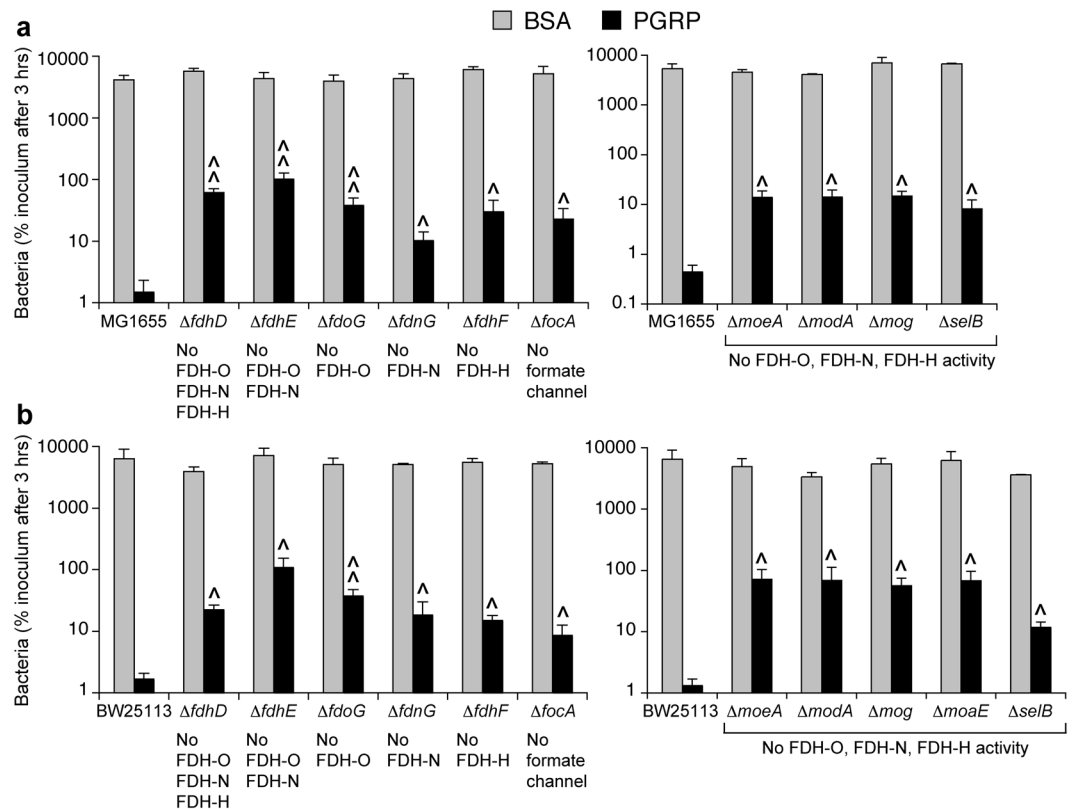 BSA PGRP
a
Bacteria (% inoculum after 3 hrs)
10000
1000
100
10
1
^ ^ ^ ^ ^ ^ ^ ^ ^
MG1655 ΔfdhD ΔfdhE ΔfdoG ΔfdnG ΔfdhF ΔfocA
No No No No No No
FDH-O FDH-O FDH-O FDH-N FDH-H formate
FDH-N FDH-N channel
FDH-H
10000
1000
100
10
1
0.1
^ ^ ^ ^
MG1655 ΔmoeA ΔmodA Δmog ΔselB
No FDH-O, FDH-N, FDH-H activity
b
Bacteria (% inoculum after 3 hrs)
10000
1000
100
10
1
^ ^ ^ ^ ^ ^ ^
BW25113 ΔfdhD ΔfdhE ΔfdoG ΔfdnG ΔfdhF ΔfocA
No No No No No No
FDH-O FDH-O FDH-O FDH-N FDH-H formate
FDH-N FDH-N channel
FDH-H
10000
1000
100
10
1
^ ^ ^ ^ ^
BW25113 ΔmoeA ΔmodA Δmog ΔmoaE ΔselB
No FDH-O, FDH-N, FDH-H activity